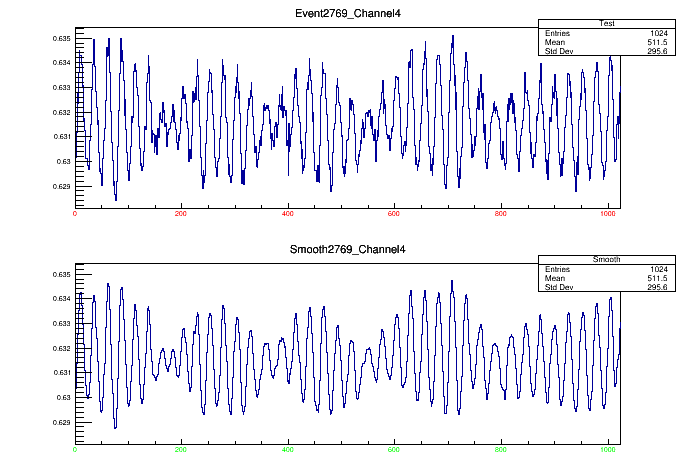 Event2769_Channel4
Test
Entries 1024
Mean 511.5
Std Dev 295.6
0.635
0.634
0.633
0.632
0.631
0.63
0.629
0 200 400 600 800 1000
Smooth2769_Channel4
Smooth
Entries 1024
Mean 511.5
Std Dev 295.6
0.635
0.634
0.633
0.632
0.631
0.63
0.629
0 200 400 600 800 1000